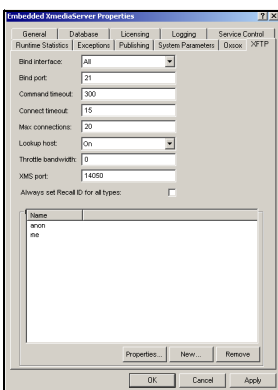 Embedded XmediaServer Properties
General Database Licensing Logging Service Control
Runtime Statistics Exceptions Publishing System Parameters Oxsox XFTP
Bind interface: All
Bind port: 21
Command timeout: 300
Connect timeout: 15
Max connections: 20
Lookup host: On
Throttle bandwidth: 0
XMS port: 14050
Always set Recall ID for all types:
Name
anon
me
Properties... New... Remove
OK Cancel Apply